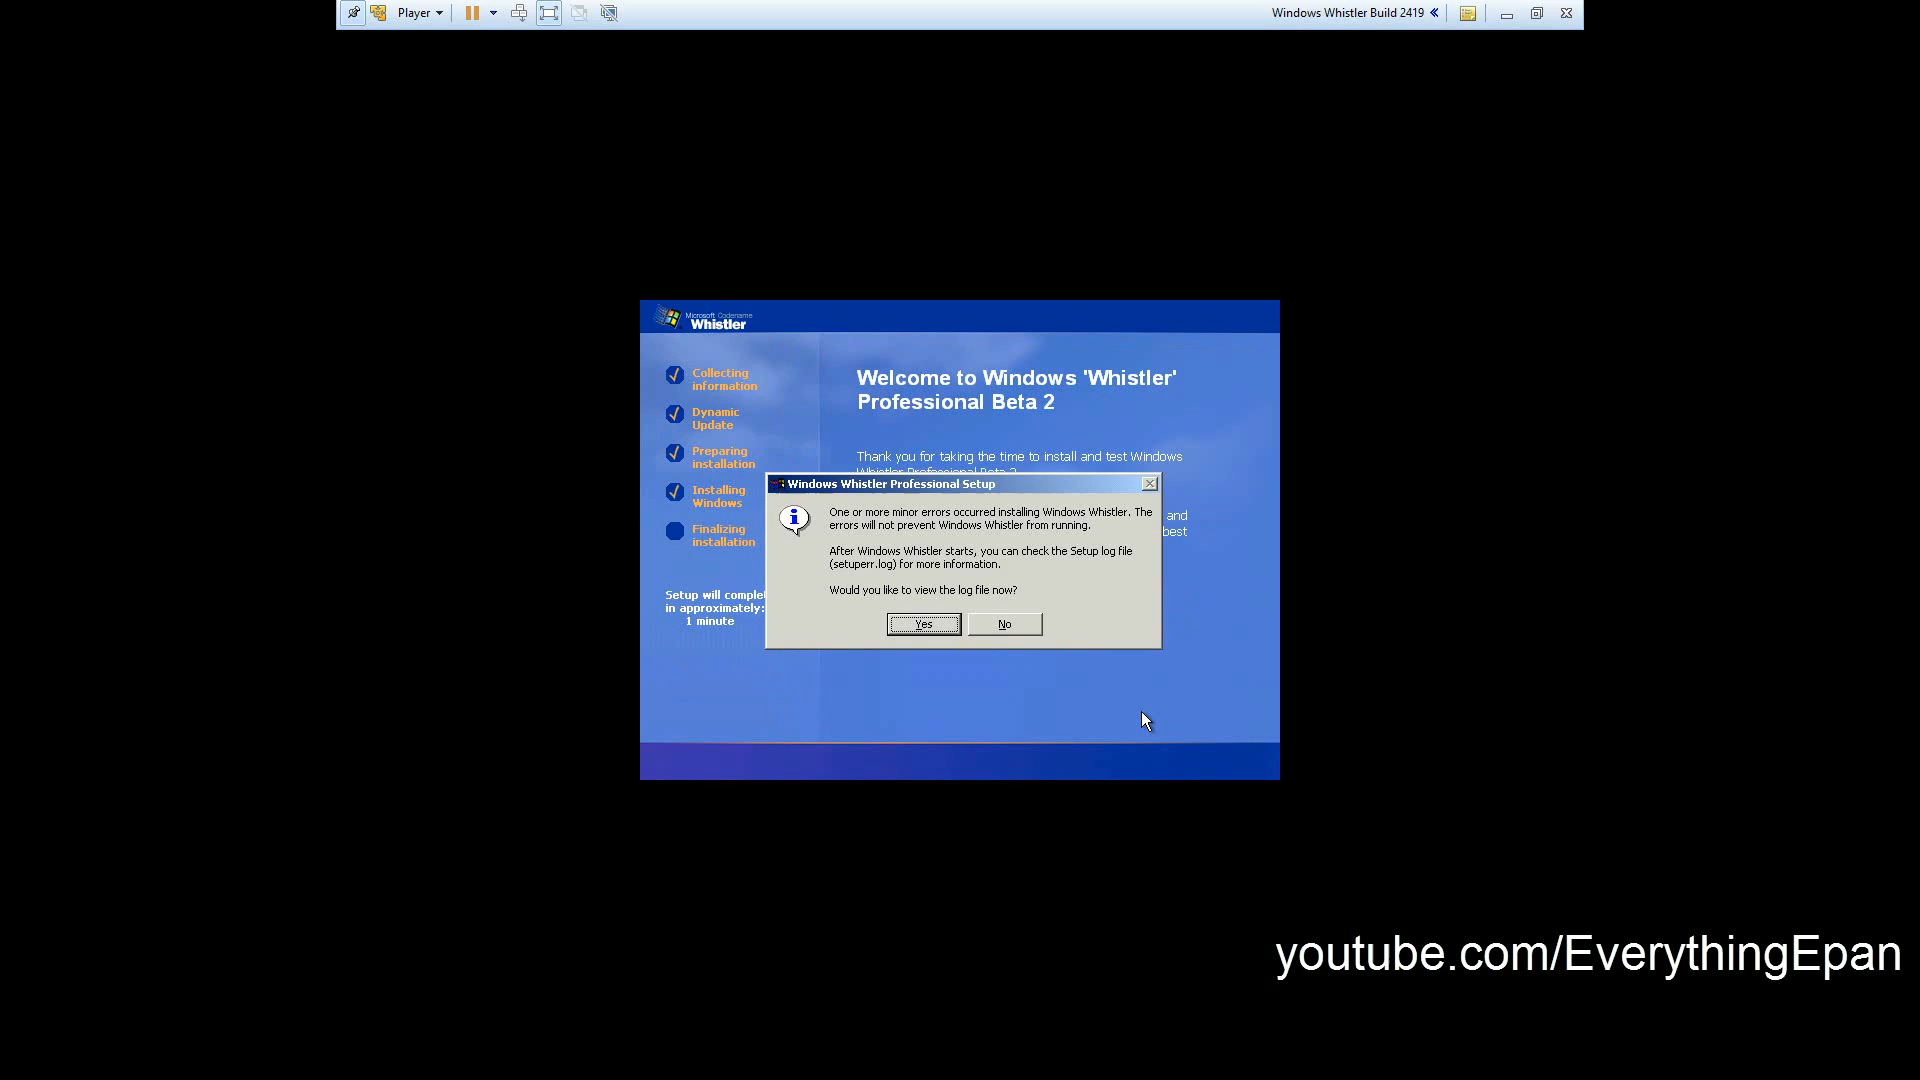 Player
Windows Whistler Build 2419
Microsoft Codename
Whistler
Collecting
information
Dynamic
Update
Preparing
installation
Installing
Windows
Finalizing
installation
Setup will complet
in approximately:
1 minute
Welcome to Windows 'Whistler'
Professional Beta 2
Thank you for taking the time to install and test Windows
Whistler Professional Beta 2
and
best
Windows Whistler Professional Setup
One or more minor errors occurred installing Windows Whistler. The
errors will not prevent Windows Whistler from running.
After Windows Whistler starts, you can check the Setup log file
(setuperr.log) for more information.
Would you like to view the log file now?
Yes
No
youtube.com/EverythingEpan